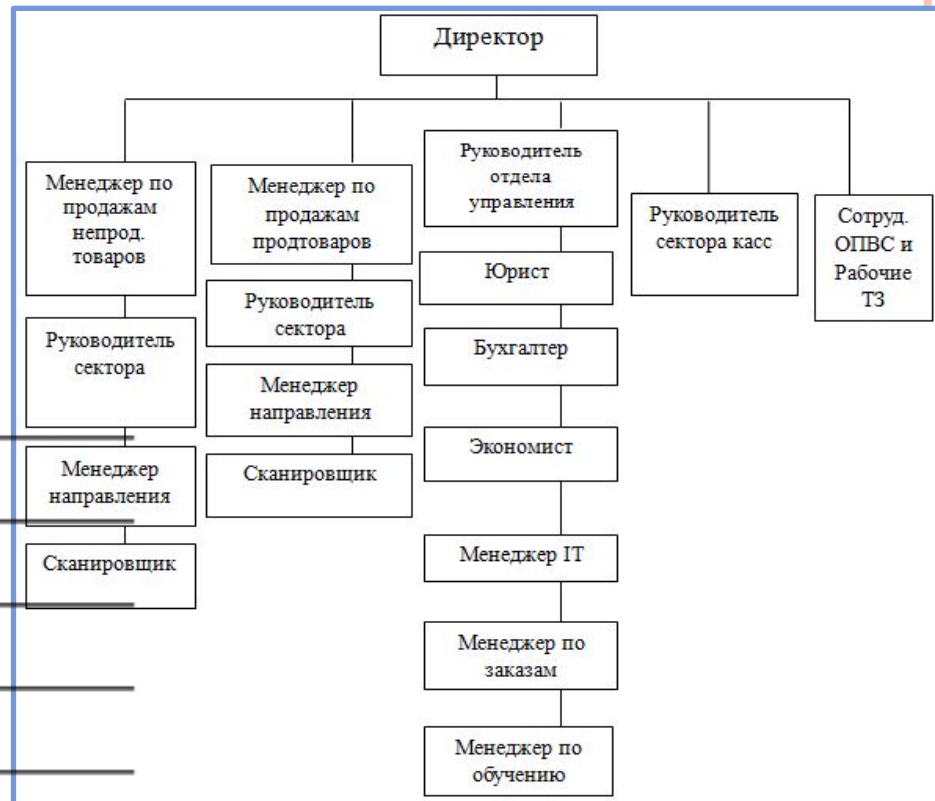 Директор
Менеджер по
продажам
непрод.
товаров
Руководитель
сектора
Менеджер
направления
Сканировщик
Менеджер по
продажам
продтоваров
Руководитель
сектора
Менеджер
направления
Сканировщик
Руководитель
отдела
управления
Юрист
Бухгалтер
Экономист
Менеджер IT
Менеджер по
заказам
Менеджер по
обучению
Руководитель
сектора касс
Сотруд.
ОПВС и
Рабочие
ТЗ